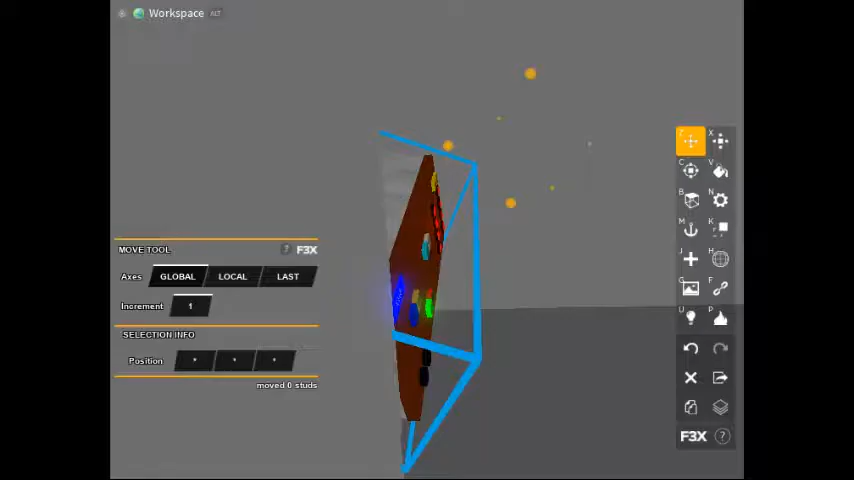 Workspace ALT
MOVE TOOL ? F3X
Axes GLOBAL LOCAL LAST
Increment 1
SELECTION INFO
Position * * *
moved 0 studs
X
C V
B N
M K
J H
G F
U P
F3X ?